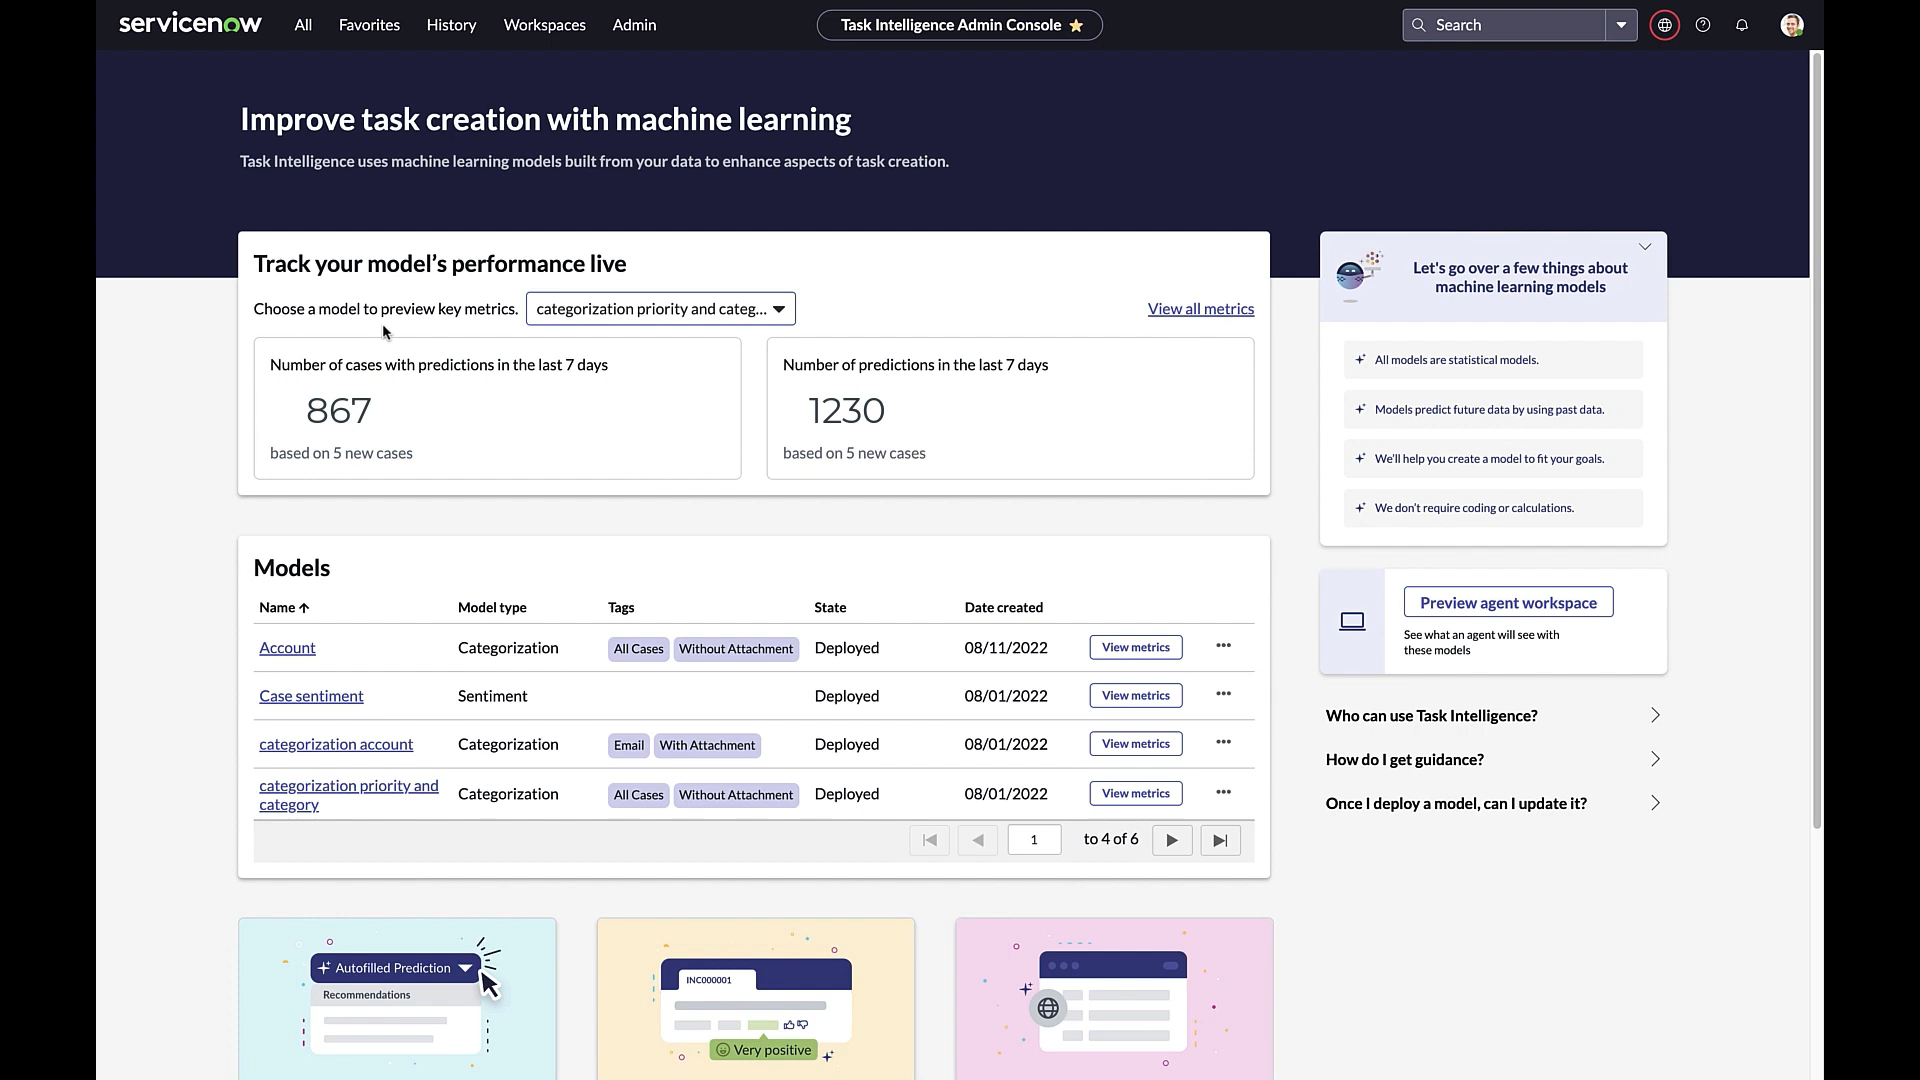 servicenow All Favorites History Workspaces Admin Task Intelligence Admin Console Search
Improve task creation with machine learning
Task Intelligence uses machine learning models built from your data to enhance aspects of task creation.
Track your model’s performance live
Choose a model to preview key metrics. categorization priority and categ... View all metrics
Number of cases with predictions in the last 7 days
867
based on 5 new cases
Number of predictions in the last 7 days
1230
based on 5 new cases
Models
Name Model type Tags State Date created
Account Categorization All Cases Without Attachment Deployed 08/11/2022 View metrics
Case sentiment Sentiment Deployed 08/01/2022 View metrics
categorization account Categorization Email With Attachment Deployed 08/01/2022 View metrics
categorization priority and
category
Categorization All Cases Without Attachment Deployed 08/01/2022 View metrics
1 to 4 of 6
Let's go over a few things about
machine learning models
All models are statistical models.
Models predict future data by using past data.
We'll help you create a model to fit your goals.
We don't require coding or calculations.
Preview agent workspace
See what an agent will see with
these models
Who can use Task Intelligence?
How do I get guidance?
Once I deploy a model, can I update it?
Autofilled Prediction
Recommendations
INC000001
Very positive